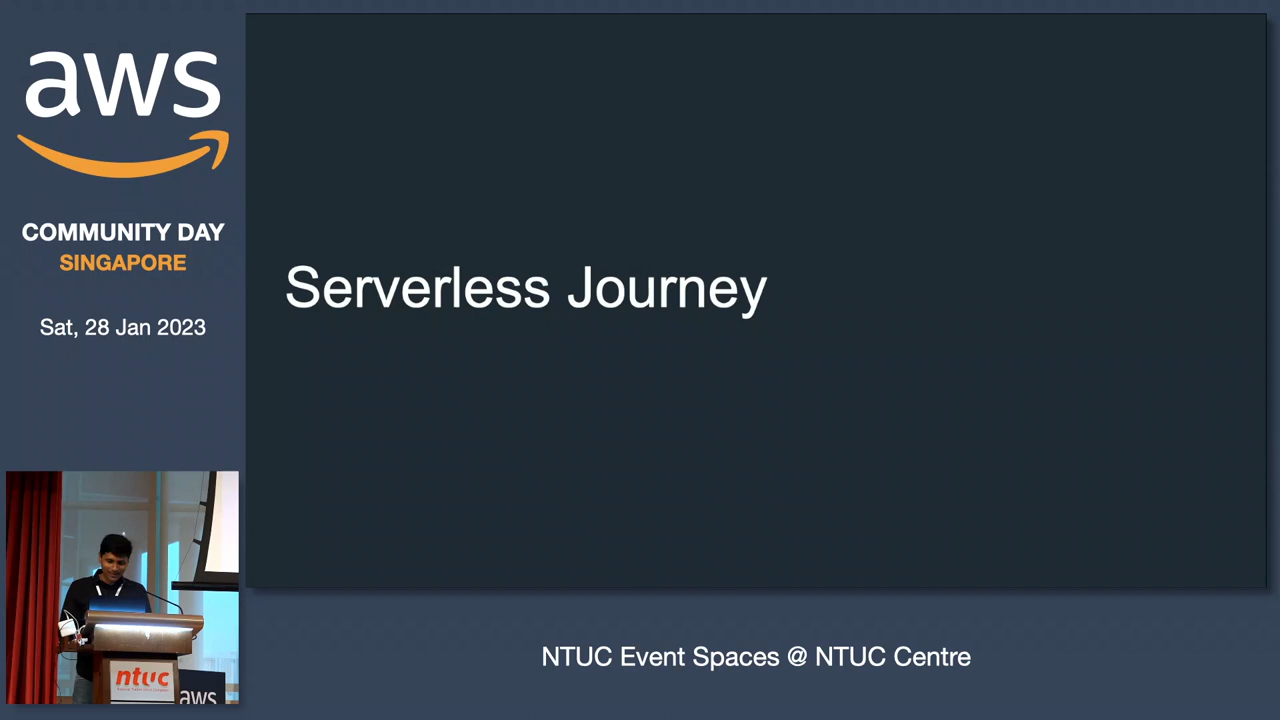 aws
COMMUNITY DAY
SINGAPORE
Sat, 28 Jan 2023
Serverless Journey
ntuc
aws
NTUC Event Spaces @ NTUC Centre